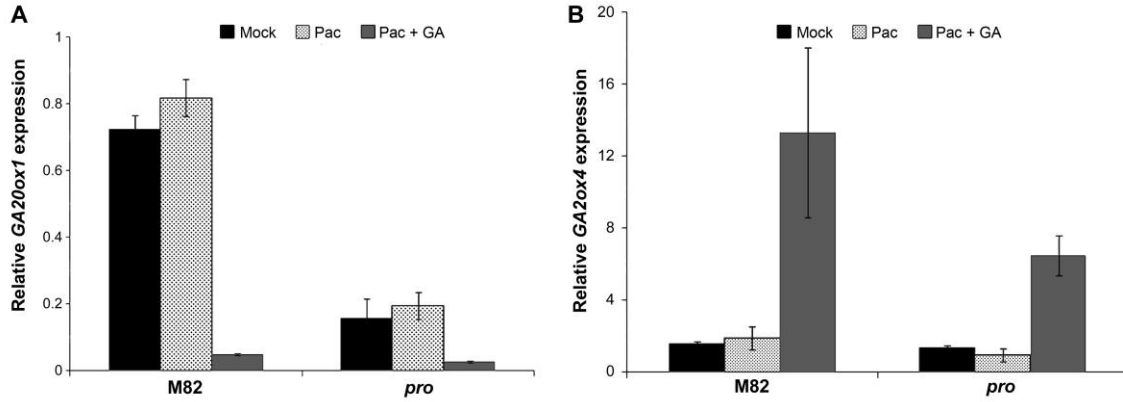 A
Relative GA20ox1 expression
Mock Pac Pac + GA
1
0.8
0.6
0.4
0.2
0
M82 pro
B
Relative GA2ox4 expression
Mock Pac Pac + GA
20
16
12
8
4
0
M82 pro